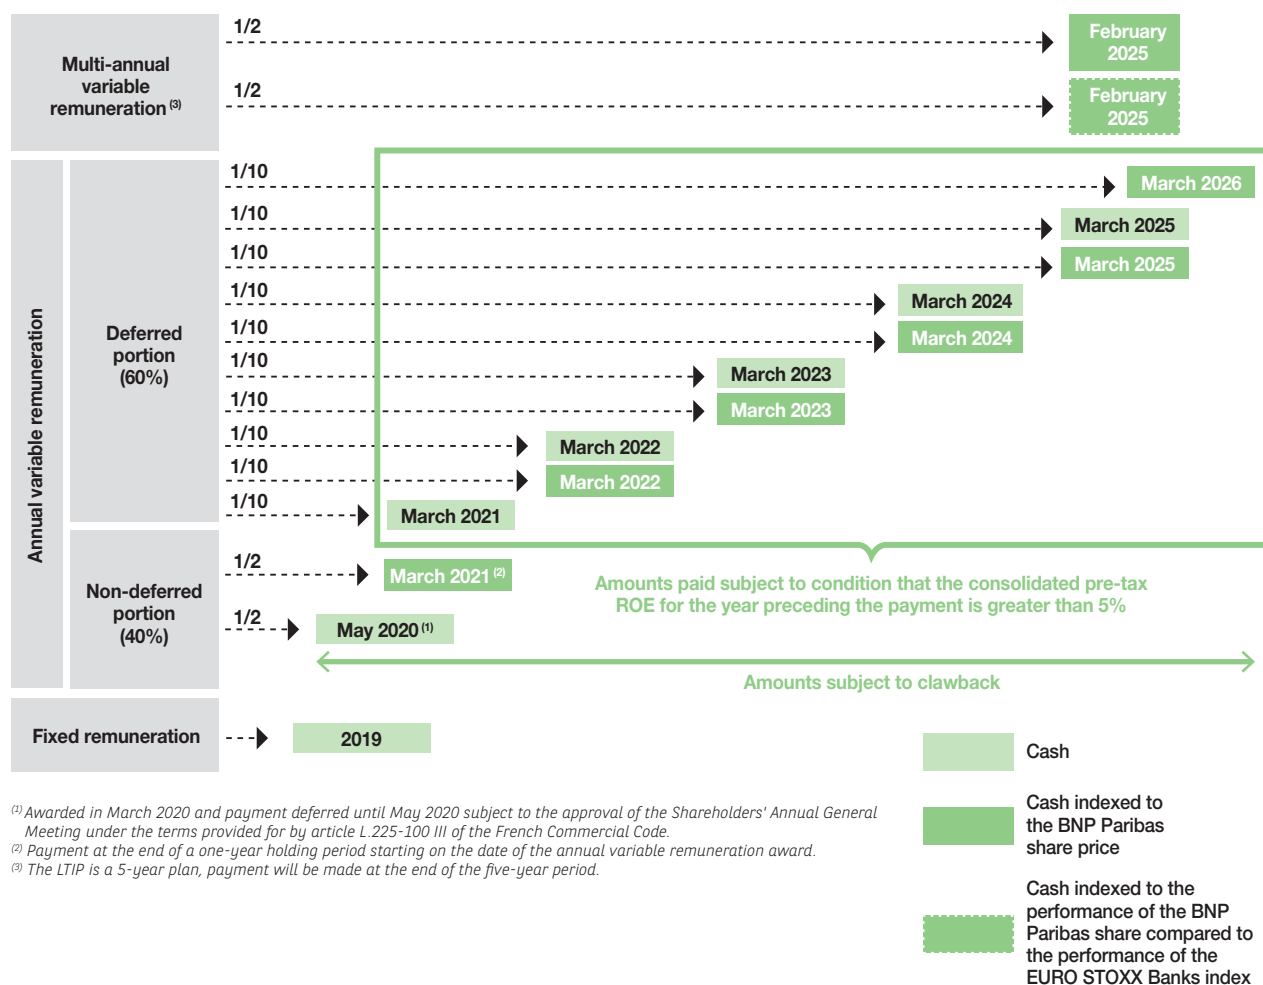 Multi-annual
variable
remuneration (3)
1/2
February
2025
1/2
February
2025
Annual variable remuneration
Deferred
portion
(60%)
1/10
March 2026
1/10
March 2025
1/10
March 2025
1/10
March 2024
1/10
March 2024
1/10
March 2023
1/10
March 2023
1/10
March 2022
1/10
March 2022
1/10
March 2021
Non-deferred
portion
(40%)
1/2
March 2021 (2)
1/2
May 2020 (1)
Amounts paid subject to condition that the consolidated pre-tax
ROE for the year preceding the payment is greater than 5%
Amounts subject to clawback
Fixed remuneration
2019
Cash
Cash indexed to
the BNP Paribas
share price
Cash indexed to the
performance of the BNP
Paribas share compared to
the performance of the
EURO STOXX Banks index
(1) Awarded in March 2020 and payment deferred until May 2020 subject to the approval of the Shareholders' Annual General
Meeting under the terms provided for by article L.225-100 III of the French Commercial Code.
(2) Payment at the end of a one-year holding period starting on the date of the annual variable remuneration award.
(3) The LTIP is a 5-year plan, payment will be made at the end of the five-year period.